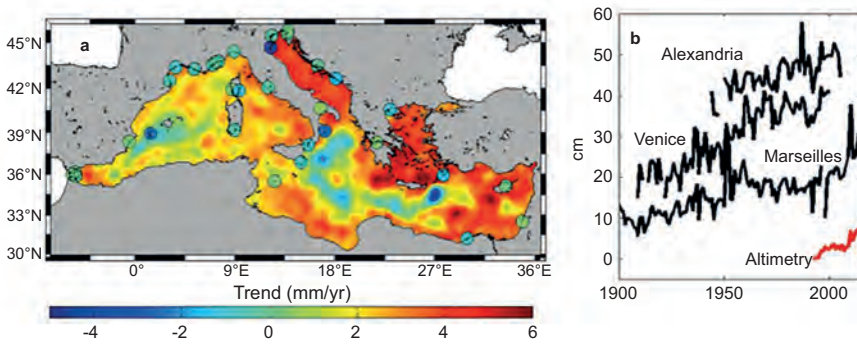 a
45°N
42°N
39°N
36°N
33°N
30°N
0° 9°E 18°E 27°E 36°E
Trend (mm/yr)
-4 -2 0 2 4 6
b
60
50
40
30
20
10
0
cm
Alexandria
Venice
Marseilles
Altimetry
1900 1950 2000